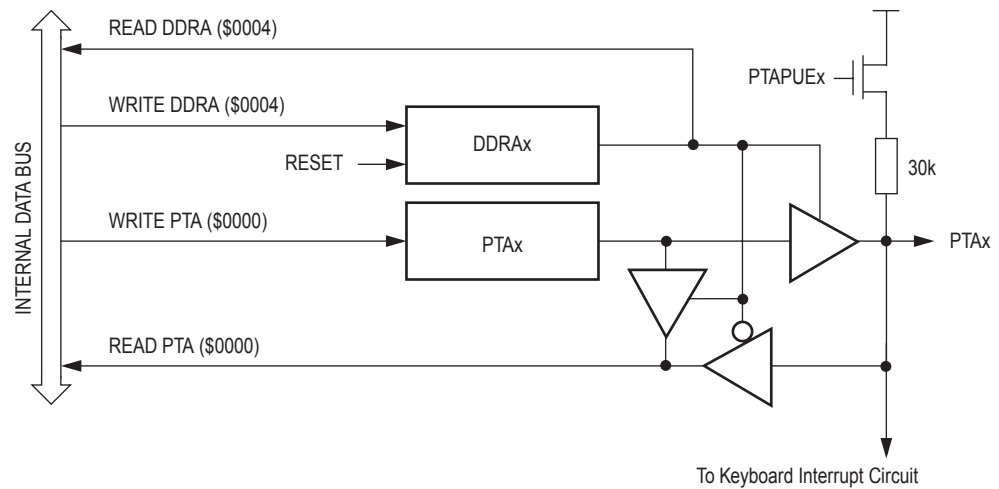 READ DDRA ($0004)
PTAPUEx
WRITE DDRA ($0004)
DDRAx
RESET
30k
INTERNAL DATA BUS
WRITE PTA ($0000)
PTAx
PTAx
READ PTA ($0000)
To Keyboard Interrupt Circuit